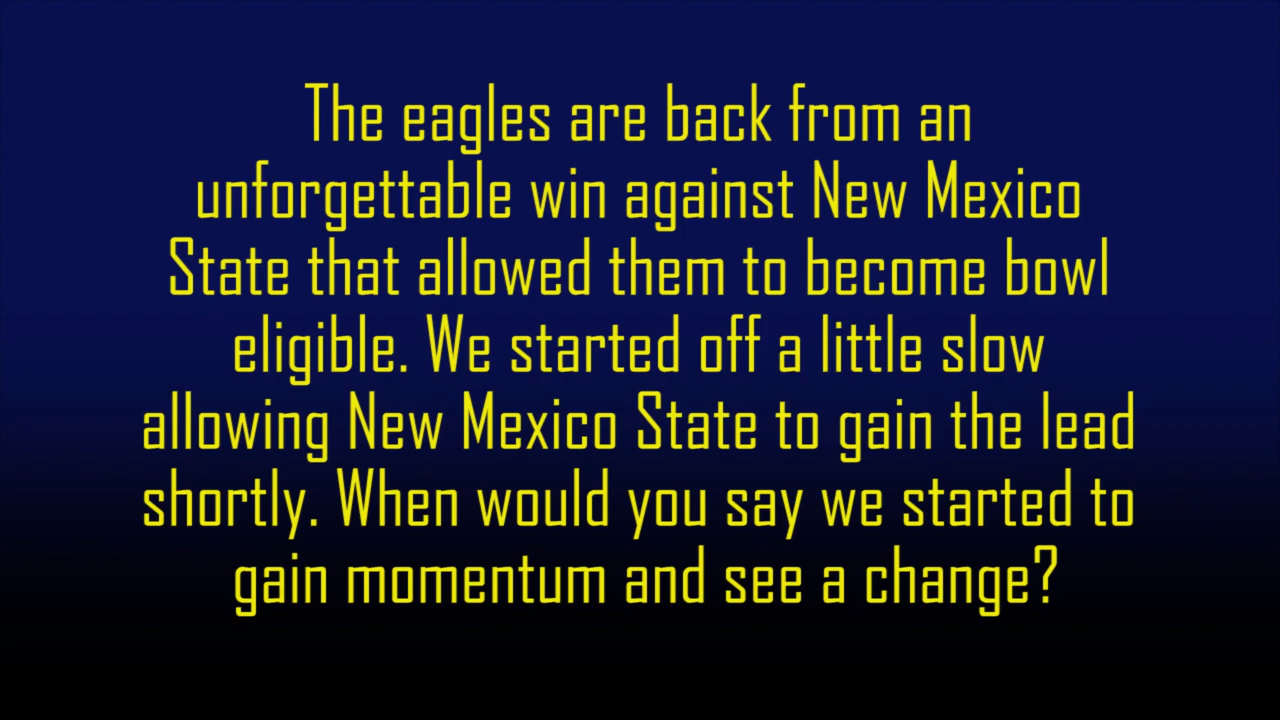 The eagles are back from an
unforgettable win against New Mexico
State that allowed them to become bowl
eligible. We started off a little slow
allowing New Mexico State to gain the lead
shortly. When would you say we started to
gain momentum and see a change?